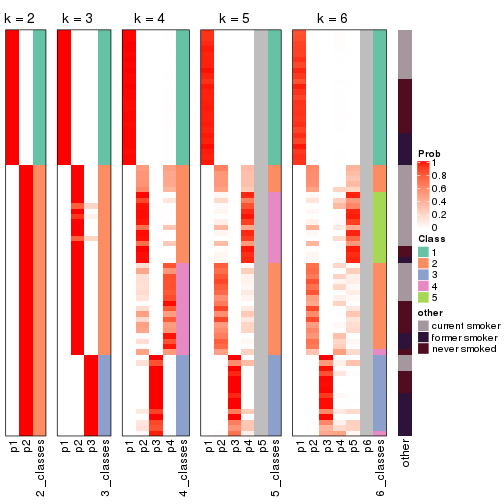 k = 2
k = 3
k = 4
k = 5
k = 6
Prob
1
0.8
0.6
0.4
0.2
0
Class
1
2
3
4
5
other
current smoker
former smoker
never smoked
p1
p2
2_classes
p1
p2
p3
3_classes
p1
p2
p3
p4
4_classes
p1
p2
p3
p4
p5
5_classes
p1
p2
p3
p4
p5
p6
6_classes
other